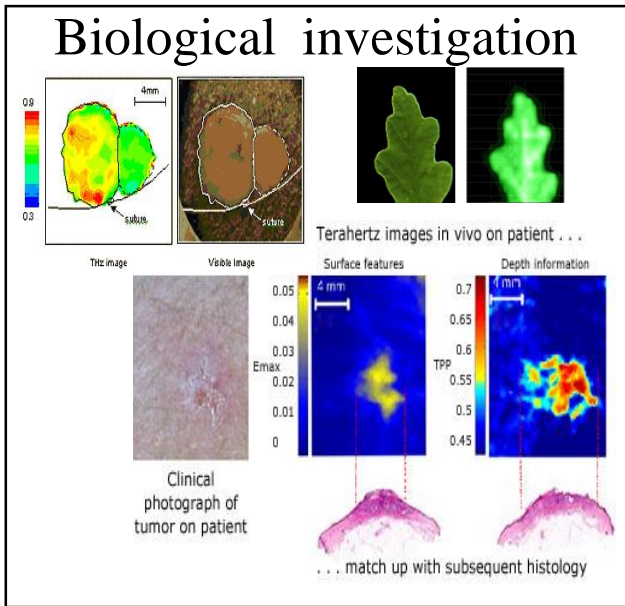 Biological investigation
0.9
4mm
0.3
suture
suture
THz image
Visible Image
Terahertz images in vivo on patient . . .
Surface features
Depth information
0.05
0.04
0.03
0.02
0.01
0
Emax
4 mm
0.7
0.65
0.6
0.55
0.5
0.45
TPP
4 mm
Clinical
photograph of
tumor on patient
. . . match up with subsequent histology